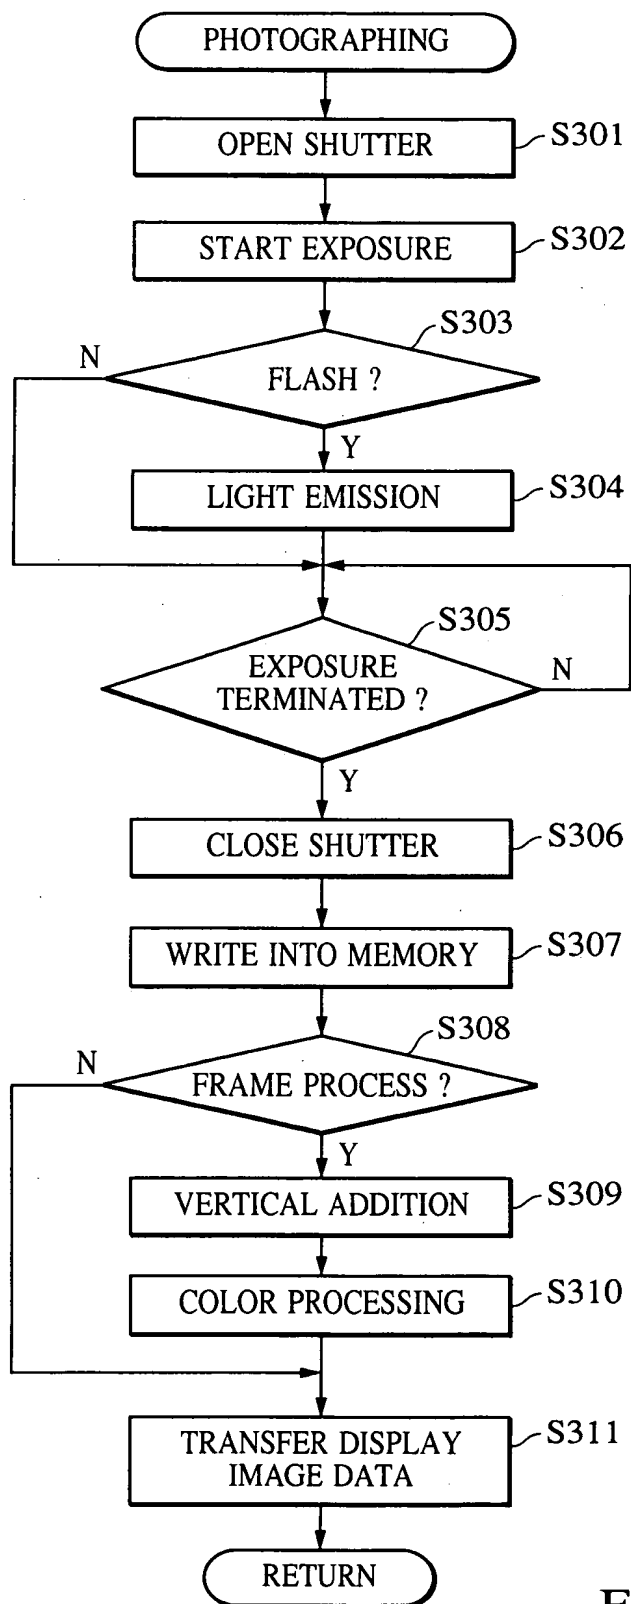 PHOTOGRAPHING
OPEN SHUTTER
S301
START EXPOSURE
S302
S303
N
FLASH ?
Y
LIGHT EMISSION
S304
S305
EXPOSURE
TERMINATED ?
N
Y
CLOSE SHUTTER
S306
WRITE INTO MEMORY
S307
S308
N
FRAME PROCESS ?
Y
VERTICAL ADDITION
S309
COLOR PROCESSING
S310
TRANSFER DISPLAY
IMAGE DATA
S311
RETURN